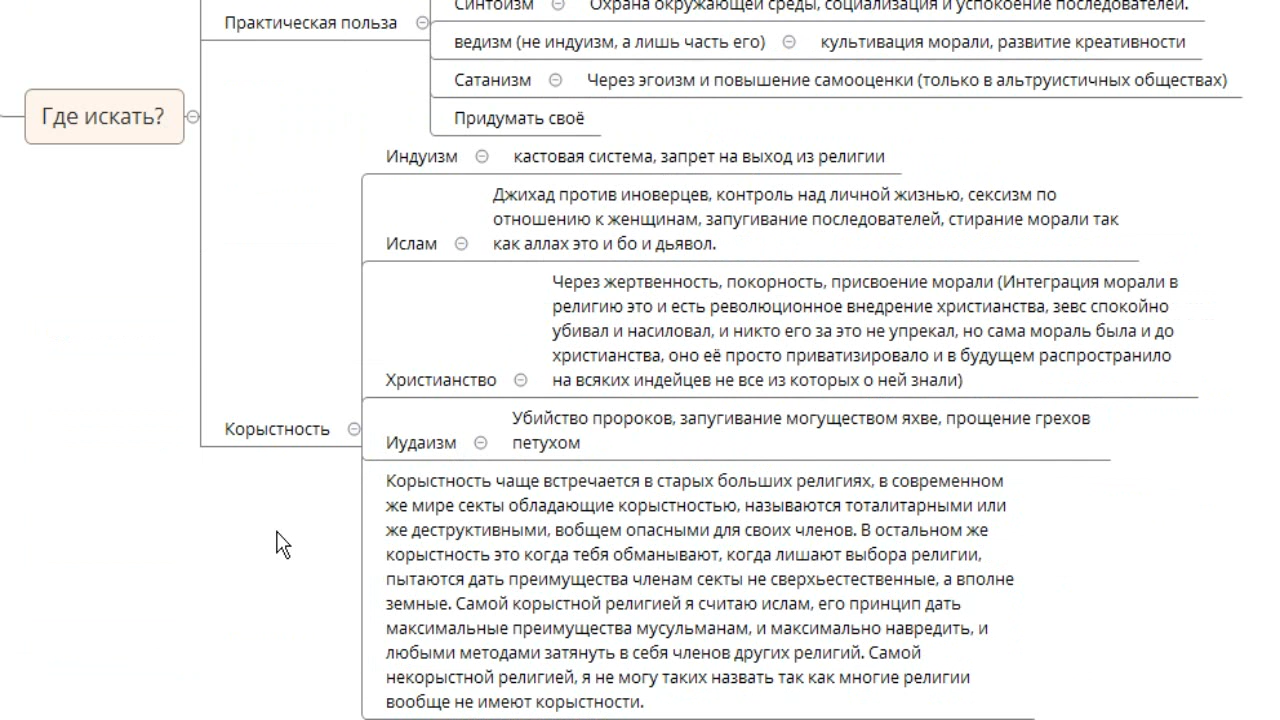 Синтоизм Охрана окружающей среды, социализация и успокоение последователей.
Практическая польза
ведизм (не индуизм, а лишь часть его) культивация морали, развитие креативности
Сатанизм Через эгоизм и повышение самооценки (только в альтруистичных обществах)
Где искать?
Придумать своё
Индуизм кастовая система, запрет на выход из религии
Джихад против иноверцев, контроль над личной жизнью, сексизм по
отношению к женщинам, запугивание последователей, стирание морали так
Ислам как аллах это и бо и дьявол.
Через жертвенность, покорность, присвоение морали (Интеграция морали в
религию это и есть революционное внедрение христианства, зевс спокойно
убивал и насиловал, и никто его за это не упрекал, но сама мораль была и до
христианства, оно её просто приватизировало и в будущем распространило
Христианство на всяких индейцев не все из которых о ней знали)
Корыстность
Убийство пророков, запугивание могуществом яхве, прощение грехов
Иудаизм петухом
Корыстность чаще встречается в старых больших религиях, в современном
же мире секты обладающие корыстностью, называются тоталитарными или
же деструктивными, вобщем опасными для своих членов. В остальном же
корыстность это когда тебя обманывают, когда лишают выбора религии,
пытаются дать преимущества членам секты не сверхьестественные, а вполне
земные. Самой корыстной религией я считаю ислам, его принцип дать
максимальные преимущества мусульманам, и максимально навредить, и
любыми методами затянуть в себя членов других религий. Самой
некорыстной религией, я не могу таких назвать так как многие религии
вообще не имеют корыстности.